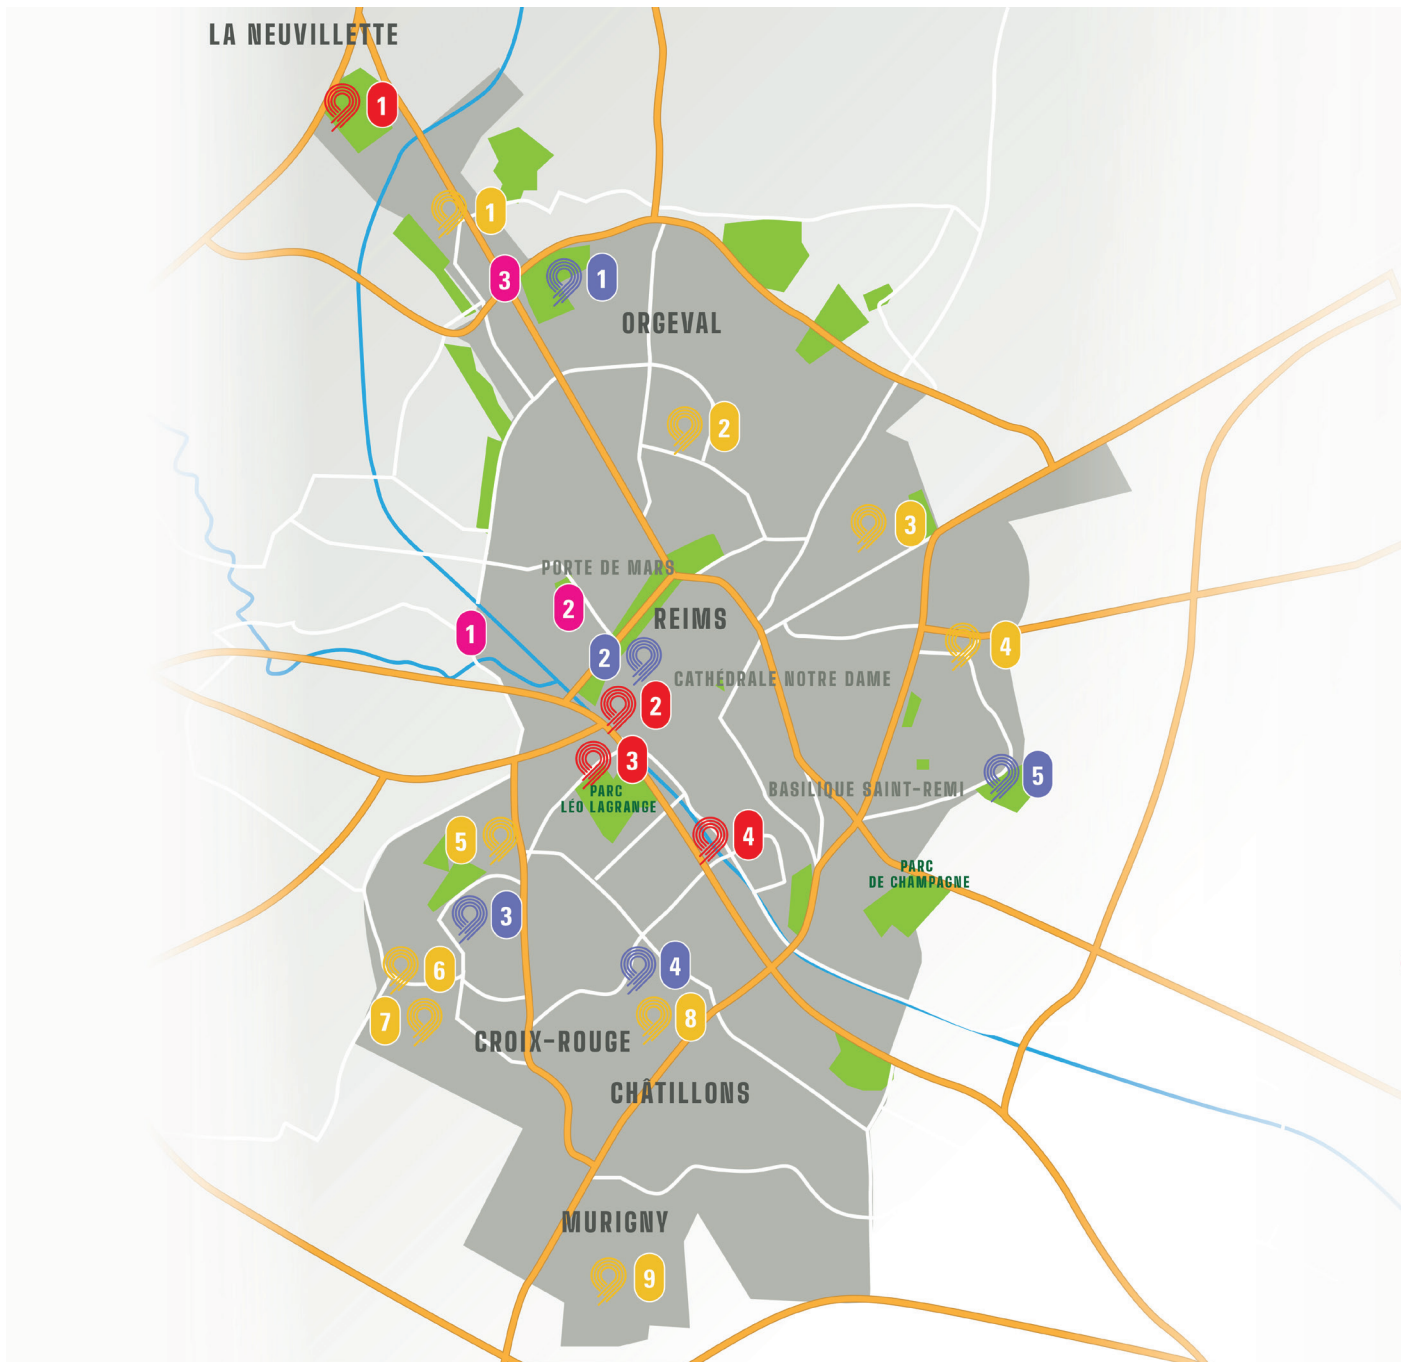 LA NEUVILLETTE
1
1
3
1
ORGEVAL
2
3
PORTE DE MARS
2
REIMS
1
2
4
CATHÉDRALE NOTRE DAME
2
3
5
PARC
LÉO LAGRANGE
BASILIQUE SAINT-REMI
5
4
PARC
DE CHAMPAGNE
3
6
4
7
8
CROIX-ROUGE
CHÂTILLONS
MURIGNY
9